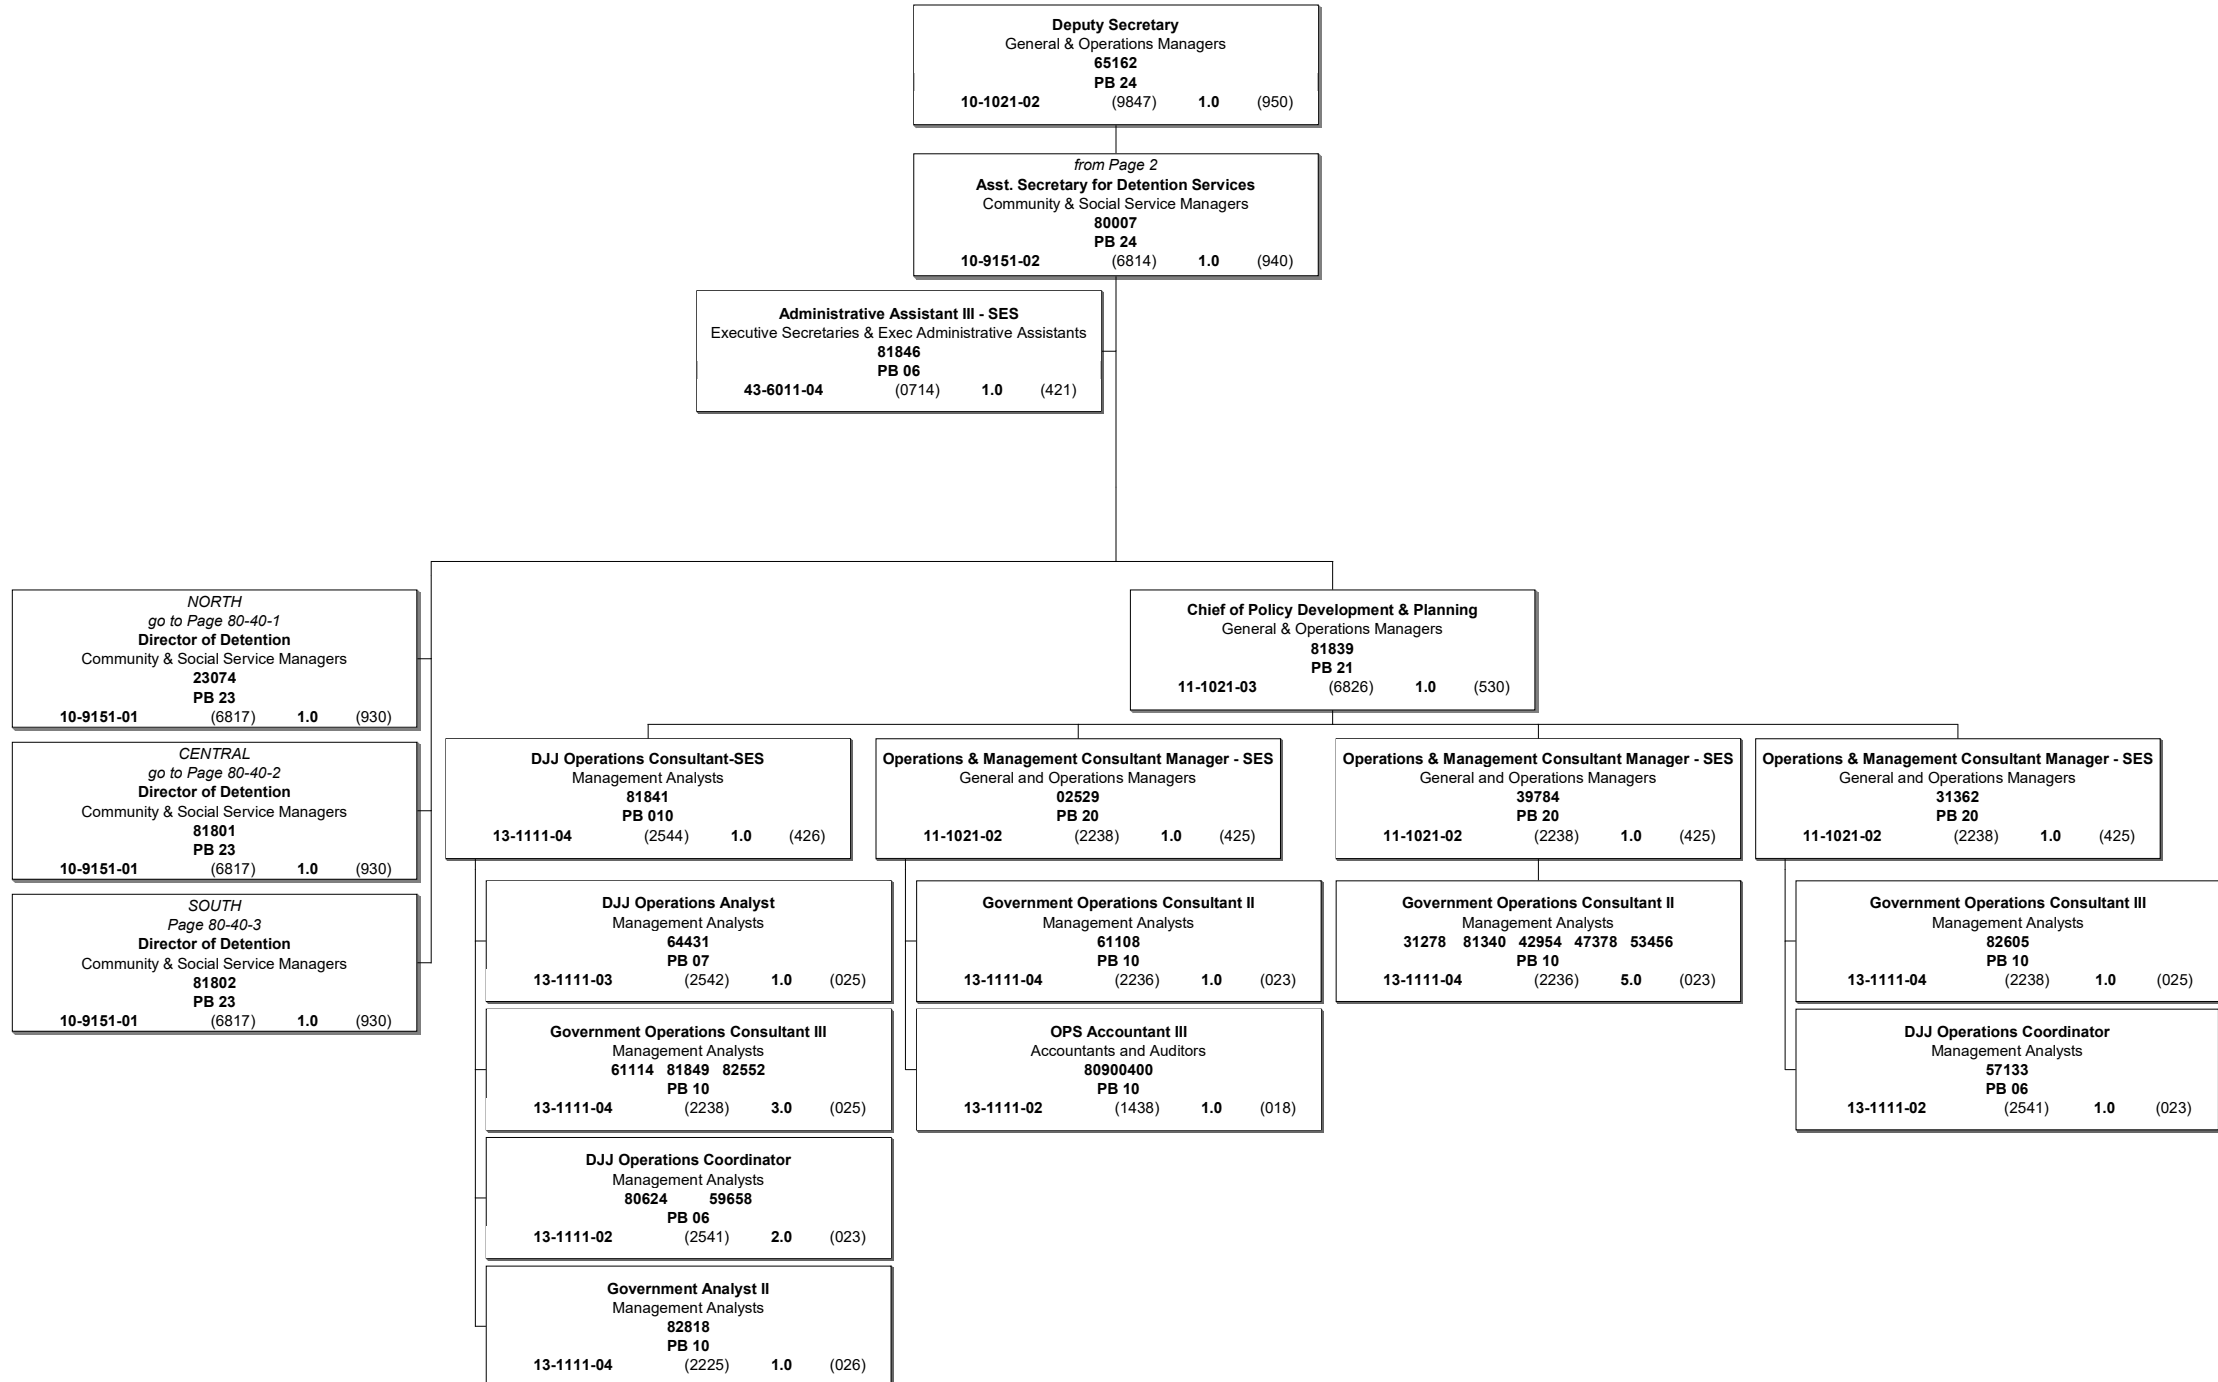 Deputy Secretary
General & Operations Managers
65162
PB 24
10-1021-02 (9847) 1.0 (950)
from Page 2
Asst. Secretary for Detention Services
Community & Social Service Managers
80007
PB 24
10-9151-02 (6814) 1.0 (940)
Administrative Assistant III - SES
Executive Secretaries & Exec Administrative Assistants
81846
PB 06
43-6011-04 (0714) 1.0 (421)
NORTH
go to Page 80-40-1
Director of Detention
Community & Social Service Managers
23074
PB 23
10-9151-01 (6817) 1.0 (930)
CENTRAL
go to Page 80-40-2
Director of Detention
Community & Social Service Managers
81801
PB 23
10-9151-01 (6817) 1.0 (930)
SOUTH
Page 80-40-3
Director of Detention
Community & Social Service Managers
81802
PB 23
10-9151-01 (6817) 1.0 (930)
Chief of Policy Development & Planning
General & Operations Managers
81839
PB 21
11-1021-03 (6826) 1.0 (530)
DJJ Operations Consultant-SES
Management Analysts
81841
PB 010
13-1111-04 (2544) 1.0 (426)
DJJ Operations Analyst
Management Analysts
64431
PB 07
13-1111-03 (2542) 1.0 (025)
Government Operations Consultant III
Management Analysts
61114 81849 82552
PB 10
13-1111-04 (2238) 3.0 (025)
DJJ Operations Coordinator
Management Analysts
80624 59658
PB 06
13-1111-02 (2541) 2.0 (023)
Government Analyst II
Management Analysts
82818
PB 10
13-1111-04 (2225) 1.0 (026)
Operations & Management Consultant Manager - SES
General and Operations Managers
02529
PB 20
11-1021-02 (2238) 1.0 (425)
Government Operations Consultant II
Management Analysts
61108
PB 10
13-1111-04 (2236) 1.0 (023)
OPS Accountant III
Accountants and Auditors
80900400
PB 10
13-1111-02 (1438) 1.0 (018)
Operations & Management Consultant Manager - SES
General and Operations Managers
39784
PB 20
11-1021-02 (2238) 1.0 (425)
Government Operations Consultant II
Management Analysts
31278 81340 42954 47378 53456
PB 10
13-1111-04 (2236) 5.0 (023)
Operations & Management Consultant Manager - SES
General and Operations Managers
31362
PB 20
11-1021-02 (2238) 1.0 (425)
Government Operations Consultant III
Management Analysts
82605
PB 10
13-1111-04 (2238) 1.0 (025)
DJJ Operations Coordinator
Management Analysts
57133
PB 06
13-1111-02 (2541) 1.0 (023)